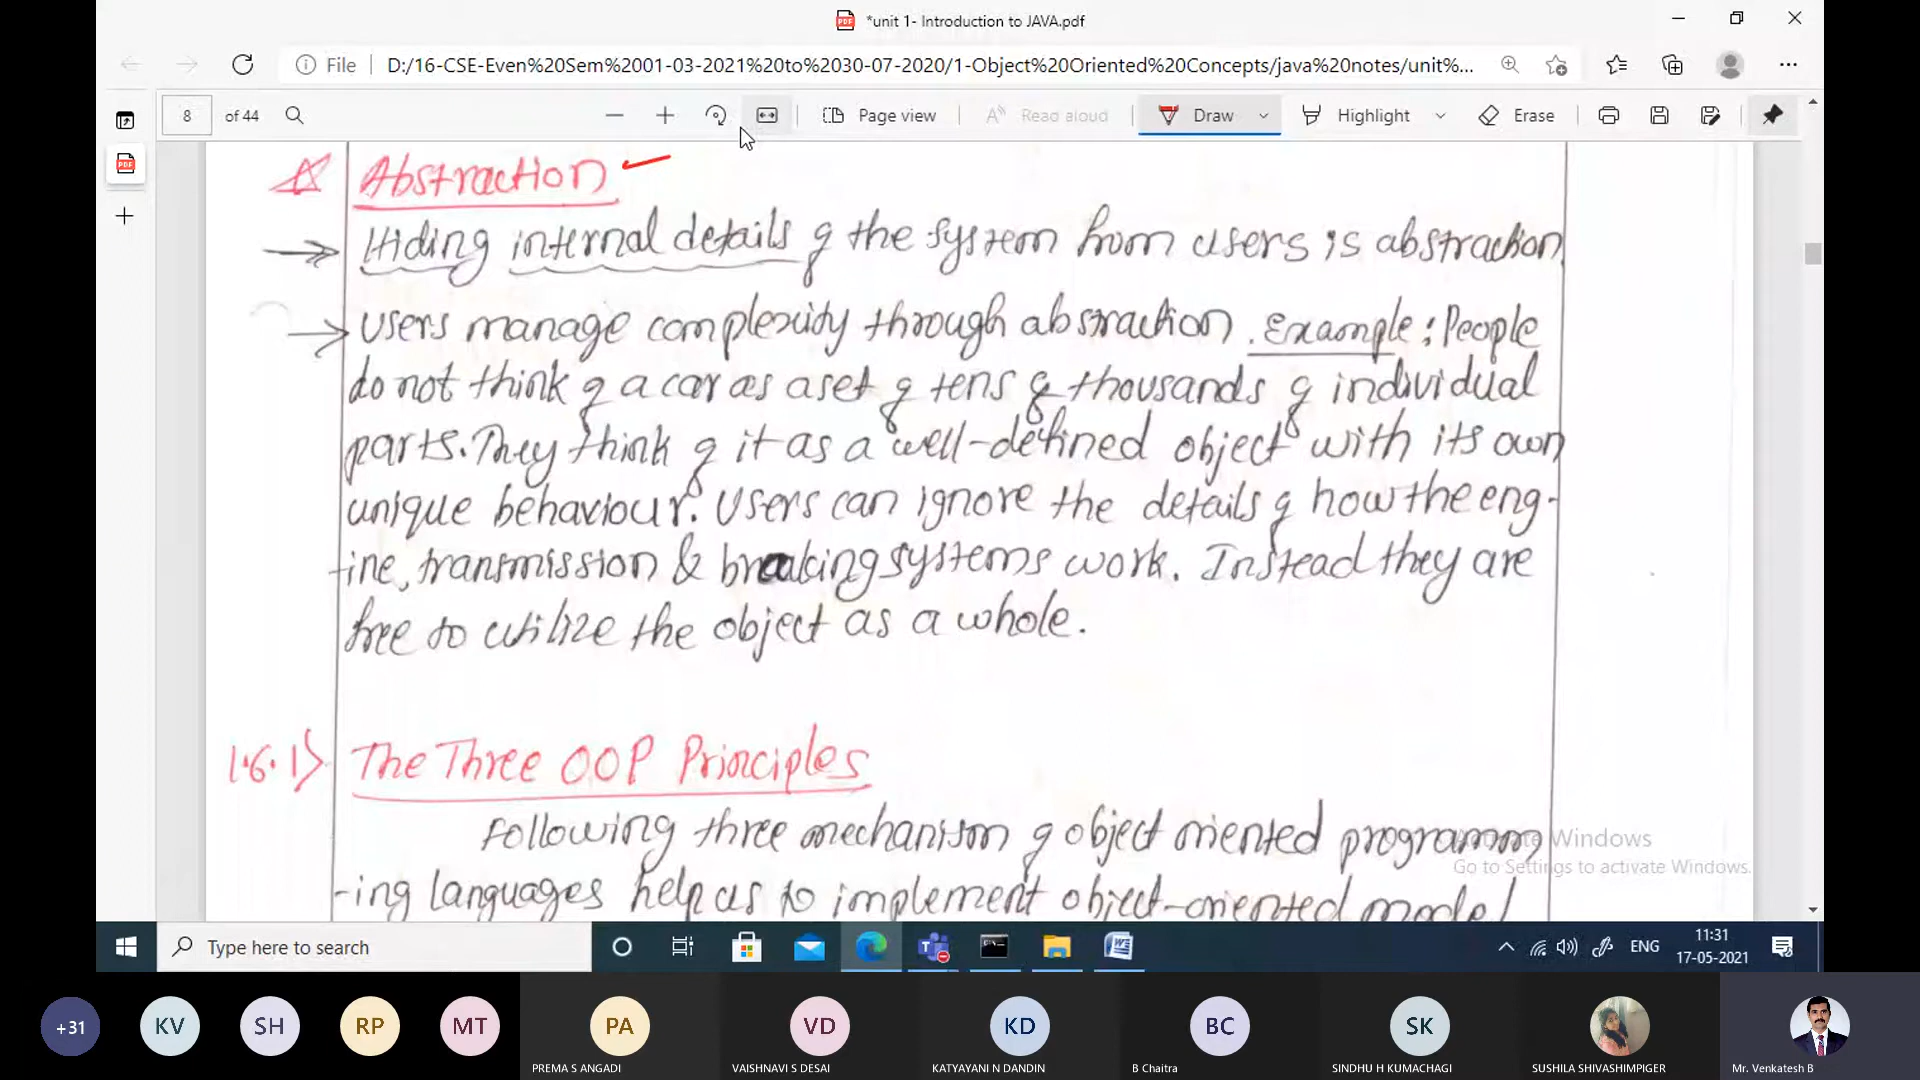 *unit 1- Introduction to JAVA.pdf
File D:/16-CSE-Even%20Sem%2001-03-2021%20to%2030-07-2020/1-Object%20Oriented%20Concepts/java%20notes/unit%...
8 of 44 Page view Read aloud Draw Highlight Erase
Abstraction
Hiding internal details of the system from users is abstraction
Users manage complexity through abstraction. Example: People
do not think of a car as a set of tens of thousands of individual
parts. They think of it as a well-defined object with its own
unique behaviour. Users can ignore the details of how the eng-
-ine, transmission & breaking systems work. Instead they are
free to utilize the object as a whole.
1.6.1) The Three OOP Principles
Following three mechanism of object oriented programm
-ing languages help us to implement object-oriented model
Activate Windows
Go to Settings to activate Windows.
Type here to search
ENG
11:31
17-05-2021
+31 KV SH RP MT PA VD KD BC SK
PREMA S ANGADI VAISHNAVI S DESAI KATYAYANI N DANDIN B Chaitra SINDHU H KUMACHAGI SUSHILA SHIVASHIMPIGER Mr. Venkatesh B